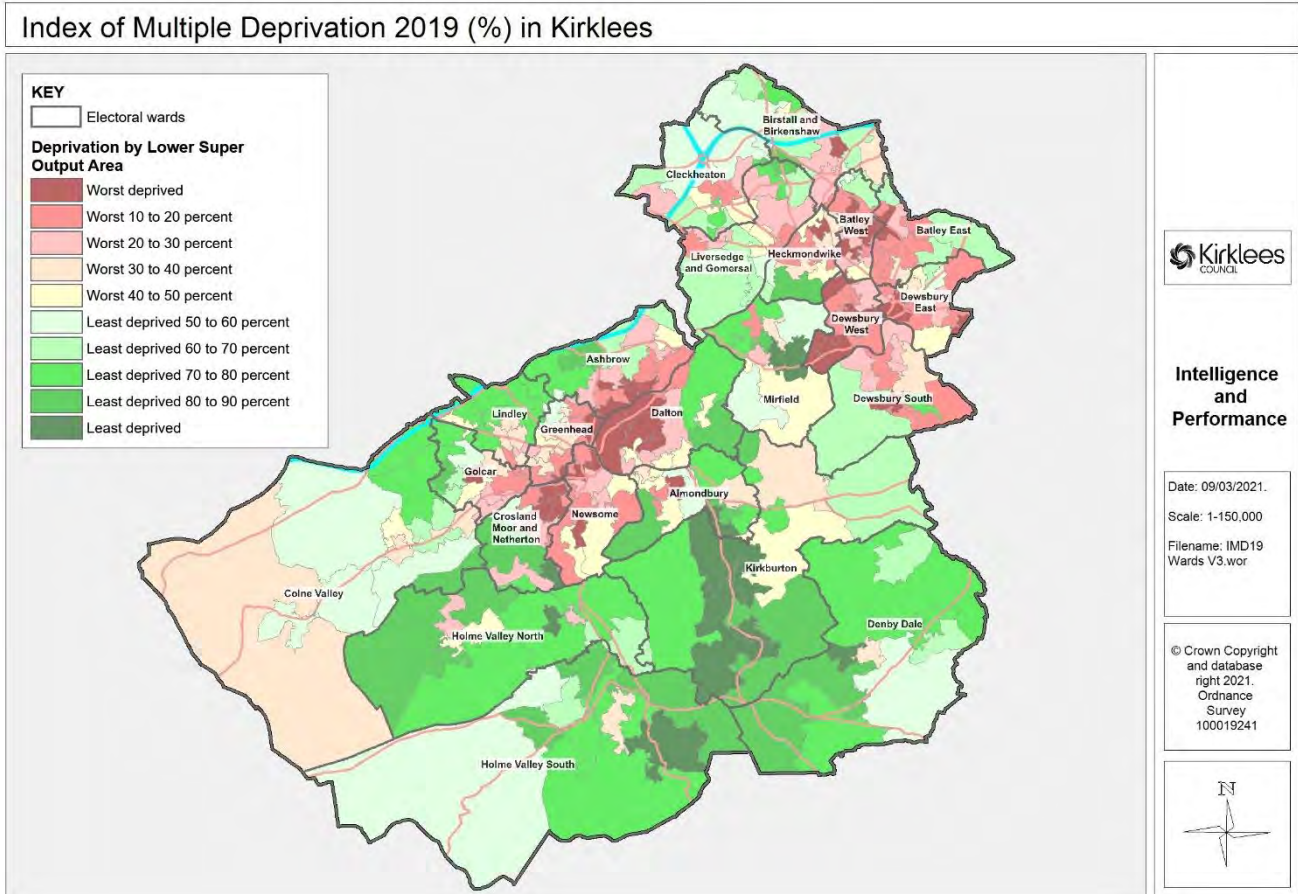 Index of Multiple Deprivation 2019 (%) in Kirklees
KEY
Electoral wards
Deprivation by Lower Super
Output Area
Worst deprived
Worst 10 to 20 percent
Worst 20 to 30 percent
Worst 30 to 40 percent
Worst 40 to 50 percent
Least deprived 50 to 60 percent
Least deprived 60 to 70 percent
Least deprived 70 to 80 percent
Least deprived 80 to 90 percent
Least deprived
Birstall and
Birkenshaw
Cleckheaton
Batley
West
Batley East
Liversedge
and Gomersal
Heckmondwike
Dewsbury
East
Dewsbury
West
Ashbrow
Mirfield
Dewsbury South
Lindley
Dalton
Greenhead
Golcar
Almondbury
Crosland
Moor and
Netherton
Newsome
Kirkburton
Colne Valley
Denby Dale
Holme Valley North
Holme Valley South
Kirklees
COUNCIL
Intelligence
and
Performance
Date: 09/03/2021.
Scale: 1-150,000
Filename: IMD19
Wards V3.wor
© Crown Copyright
and database
right 2021.
Ordnance
Survey
100019241
N